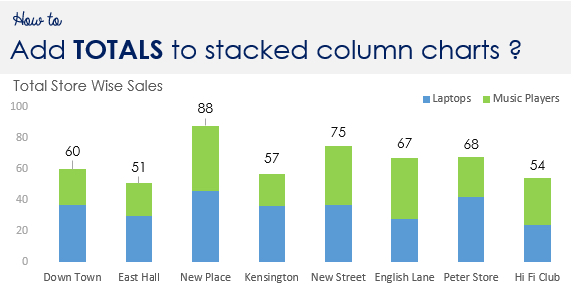 How to
Add TOTALS to stacked column charts ?
Total Store Wise Sales
Laptops Music Players
100
80
60
40
20
0
60 51 88 57 75 67 68 54
Down Town East Hall New Place Kensington New Street English Lane Peter Store Hi Fi Club